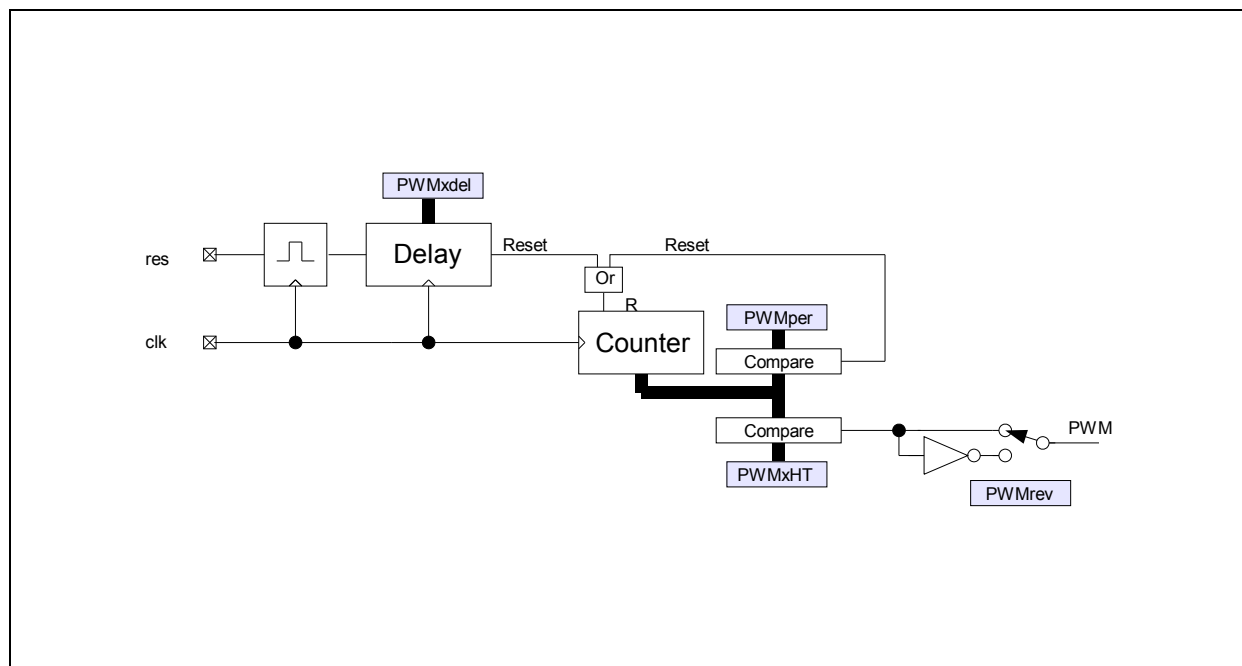 PWMxdel
res
Delay
Reset
Reset
Or
R
clk
Counter
PWMper
Compare
Compare
PWM
PWMxHT
PWMrev